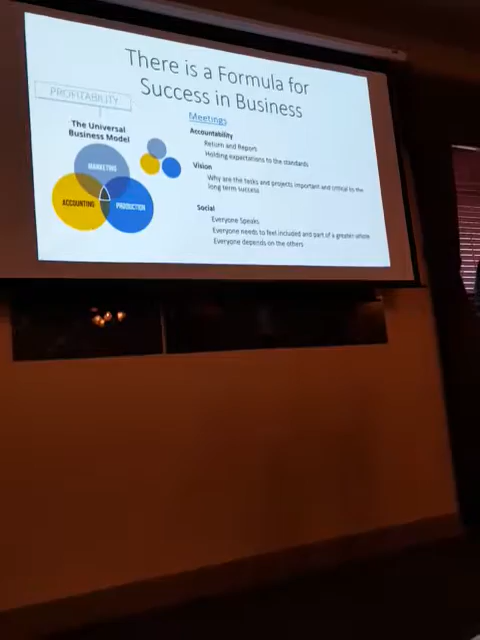 There is a Formula for
Success in Business
PROFITABILITY
The Universal
Business Model
MARKETING
ACCOUNTING
PRODUCTION
Meetings
Accountability
Return and Report
Holding expectations to the standards
Vision
Why are the tasks and projects important and critical to the
long term success
Social
Everyone Speaks
Everyone needs to feel included and part of a greater whole
Everyone depends on the others